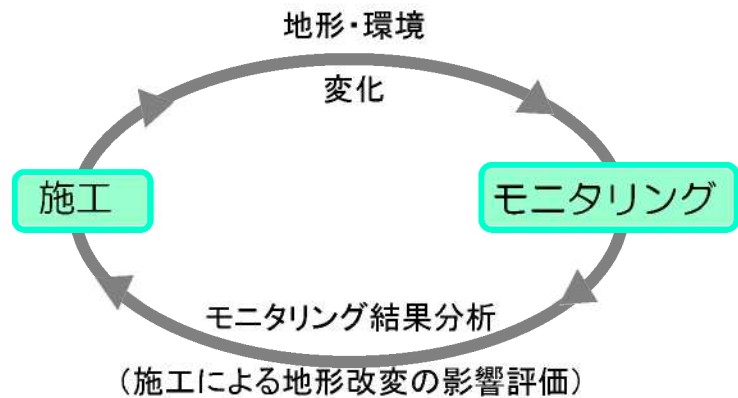 地形・環境
変化
施工
モニタリング
モニタリング結果分析
（施工による地形改変の影響評価）